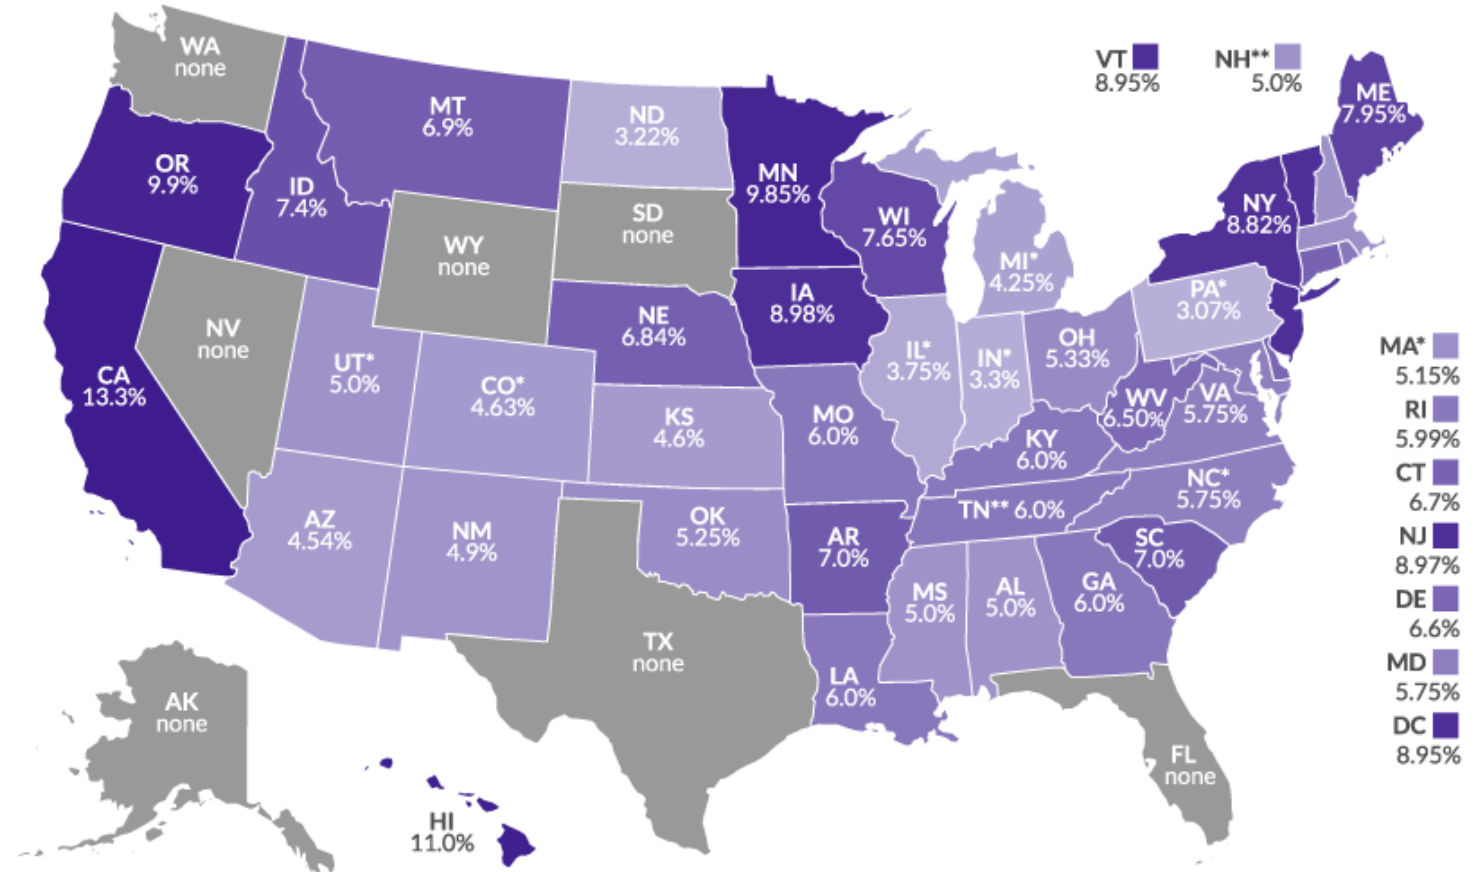 WA
none
VT
8.95%
NH**
5.0%
ME
7.95%
MT
6.9%
ND
3.22%
OR
9.9%
ID
7.4%
MN
9.85%
WI
7.65%
NY
8.82%
SD
none
WY
none
MI*
4.25%
IA
8.98%
PA*
3.07%
NE
6.84%
NV
none
UT*
5.0%
CO*
4.63%
IL*
3.75%
IN*
3.3%
OH
5.33%
CA
13.3%
KS
4.6%
MO
6.0%
WV
6.50%
VA
5.75%
KY
6.0%
NC*
5.75%
TN** 6.0%
AZ
4.54%
NM
4.9%
OK
5.25%
AR
7.0%
SC
7.0%
MS
5.0%
AL
5.0%
GA
6.0%
TX
none
LA
6.0%
AK
none
FL
none
HI
11.0%
MA*
5.15%
RI
5.99%
CT
6.7%
NJ
8.97%
DE
6.6%
MD
5.75%
DC
8.95%